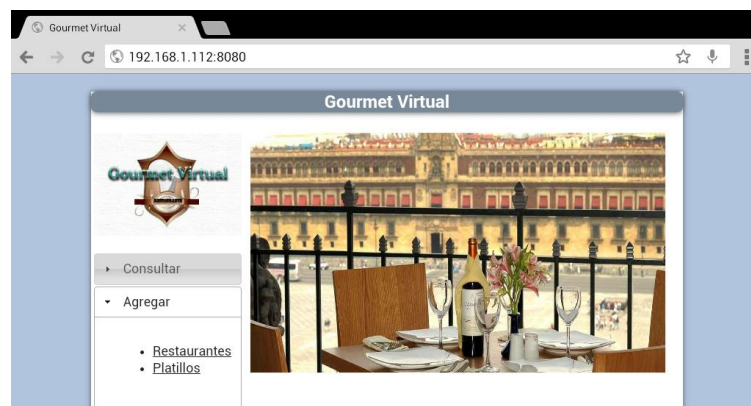 Gourmet Virtual
192.168.1.112:8080
Gourmet Virtual
Gourmet Virtual
Consultar
Agregar
Restaurantes
Platillos